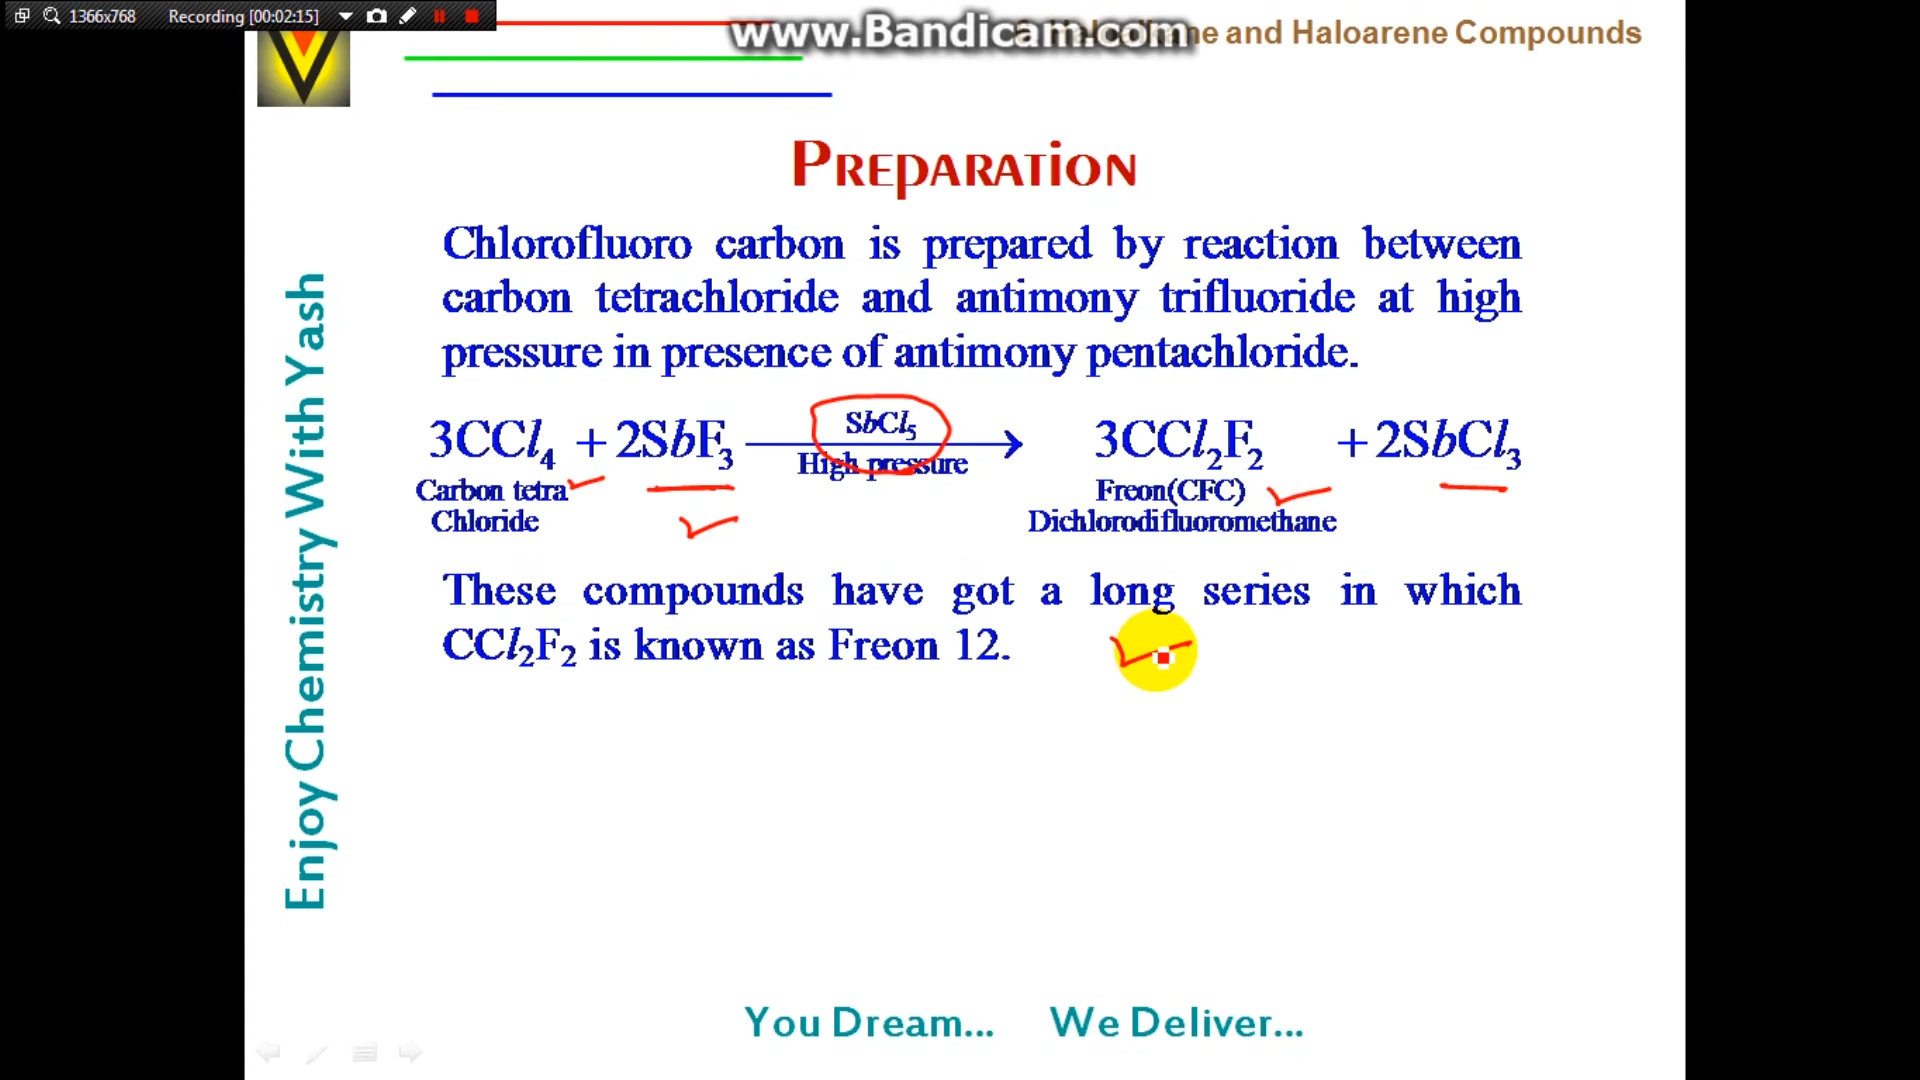 1366x768 Recording [00:02:15]
www.Bandicam.com
and Haloarene Compounds
PREPARATION
Chlorofluoro carbon is prepared by reaction between
carbon tetrachloride and antimony trifluoride at high
pressure in presence of antimony pentachloride.
SbCl₅
3CCl₄ + 2SbF₃ ⟶ 3CCl₂F₂ + 2SbCl₃
High pressure
Carbon tetra Freon(CFC)
Chloride Dichlorodifluoromethane
These compounds have got a long series in which
CCl₂F₂ is known as Freon 12.
Enjoy Chemistry With Yash
You Dream... We Deliver...